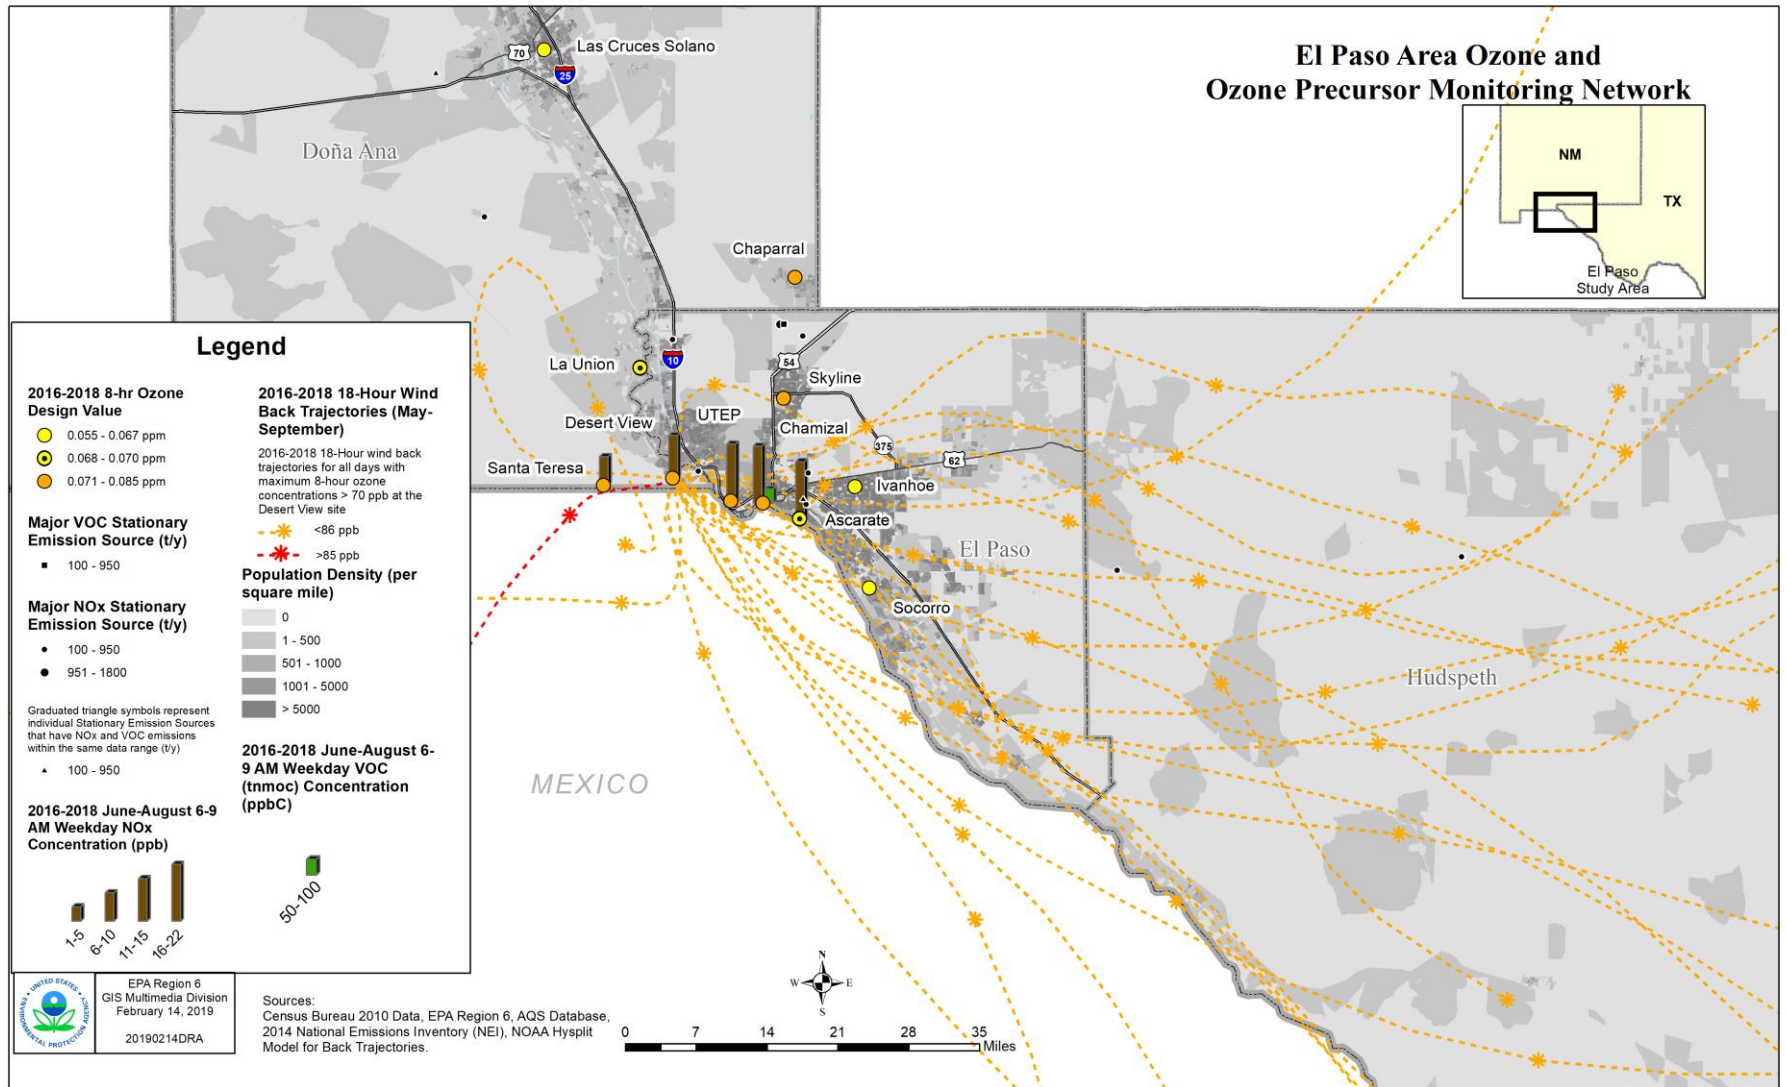 El Paso Area Ozone and
Ozone Precursor Monitoring Network
NM
TX
El Paso
Study Area
70
Las Cruces Solano
25
Doña Ana
Chaparral
La Union
10
54
Skyline
UTEP
Desert View
Chamizal
375
62
Santa Teresa
Ivanhoe
Ascarate
El Paso
Socorro
Hudspeth
MEXICO
Legend
2016-2018 8-hr Ozone
Design Value
0.055 - 0.067 ppm
0.068 - 0.070 ppm
0.071 - 0.085 ppm
Major VOC Stationary
Emission Source (t/y)
100 - 950
Major NOx Stationary
Emission Source (t/y)
100 - 950
951 - 1800
Graduated triangle symbols represent
individual Stationary Emission Sources
that have NOx and VOC emissions
within the same data range (t/y)
100 - 950
2016-2018 June-August 6-9
AM Weekday NOx
Concentration (ppb)
1-5
6-10
11-15
16-22
2016-2018 18-Hour Wind
Back Trajectories (May-
September)
2016-2018 18-Hour wind back
trajectories for all days with
maximum 8-hour ozone
concentrations > 70 ppb at the
Desert View site
<86 ppb
>85 ppb
Population Density (per
square mile)
0
1 - 500
501 - 1000
1001 - 5000
> 5000
2016-2018 June-August 6-
9 AM Weekday VOC
(tnmoc) Concentration
(ppbC)
50-100
UNITED STATES
ENVIRONMENTAL PROTECTION AGENCY
EPA Region 6
GIS Multimedia Division
February 14, 2019
20190214DRA
Sources:
Census Bureau 2010 Data, EPA Region 6, AQS Database,
2014 National Emissions Inventory (NEI), NOAA Hysplit
Model for Back Trajectories.
N
W
E
S
0 7 14 21 28 35
Miles